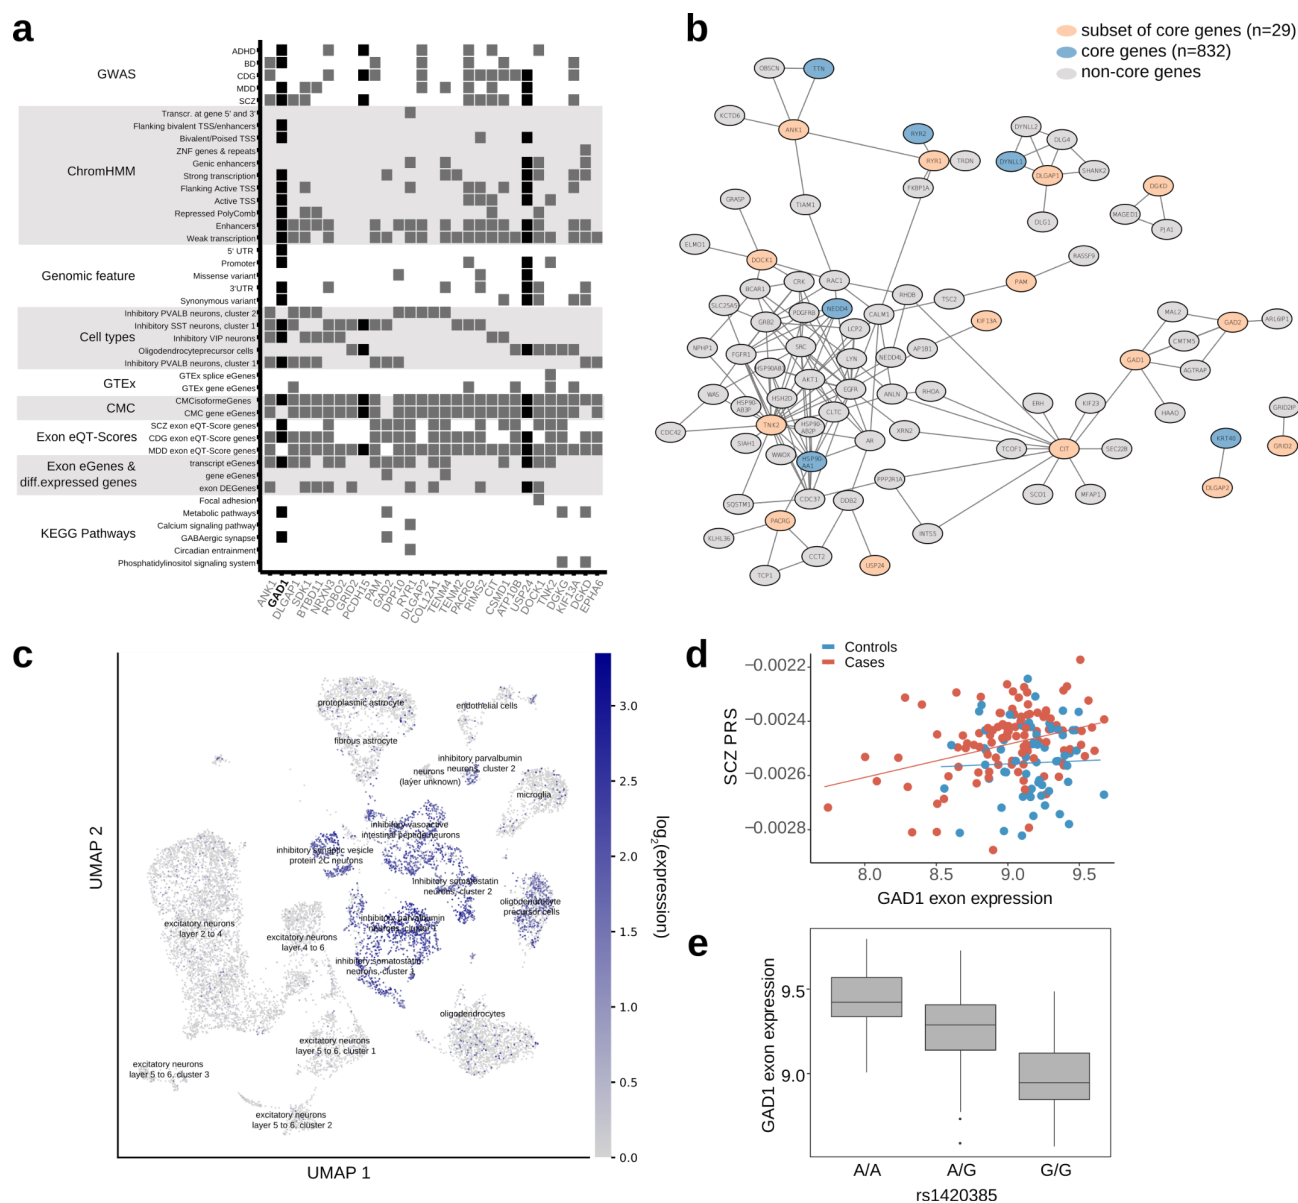 a
GWAS
ADHD
BD
CDG
MDD
SCZ
ChromHMM
Transcr. at gene 5' and 3'
Flanking bivalent TSS/enhancers
Bivalent/Poised TSS
ZNF genes & repeats
Genic enhancers
Strong transcription
Flanking Active TSS
Active TSS
Repressed PolyComb
Enhancers
Weak transcription
Genomic feature
5' UTR
Promoter
Missense variant
3'UTR
Synonymous variant
Cell types
Inhibitory PVALB neurons, cluster 2
Inhibitory SST neurons, cluster 1
Inhibitory VIP neurons
Oligodendrocyteprecursor cells
Inhibitory PVALB neurons, cluster 1
GTEx
GTEx splice eGenes
GTEx gene eGenes
CMC
CMCisoformeGenes
CMC gene eGenes
Exon eQT-Scores
SCZ exon eQT-Score genes
CDG exon eQT-Score genes
MDD exon eQT-Score genes
Exon eGenes &
diff.expressed genes
transcript eGenes
gene eGenes
exon DEGenes
KEGG Pathways
Focal adhesion
Metabolic pathways
Calcium signaling pathway
GABAergic synapse
Circadian entrainment
Phosphatidylinositol signaling system
ANK1
GAD1
DLGAP1
SDK1
BTBD11
NRXN3
ROBO2
GRID2
PCDH15
PAM
GAD2
DPP10
RYR1
DLGAP2
COL12A1
TENM4
TENM2
PACRG
RIMS2
CIT
CSMD1
ATP10B
USP24
DOCK1
TNK2
DGKG
KIF13A
DGKD
EPHA6
b
subset of core genes (n=29)
core genes (n=832)
non-core genes
OBSCN
TTN
KCTD6
ANK1
RYR2
RYR1
TRDN
FKBP1A
TIAM1
DYNLL2
DLG4
DYNLL1
DLGAP1
SHANK2
DLG1
DGKD
MAGED1
PJA1
GRASP
ELMO1
DOCK1
RASSF9
PAM
BCAR1
CRK
RAC1
RHOB
TSC2
SLC25A5
PDGFRB
NEDD4
CALM1
GRB2
LCP2
KIF13A
MAL2
GAD2
ARL6IP1
NPHP1
FGFR1
SRC
LYN
NEDD4L
AP1B1
GAD1
CMTM5
AGTRAP
HSP90AB
AKT1
EGFR
ANLN
RHOA
WAS
HSP90
AB3P
HSH2D
CLTC
ERH
KIF23
HAAO
GRID2IP
CDC42
TNK2
HSP90
AB2P
XRN2
SIAH1
AR
WWOX
HSP90
AA1
TCOF1
CIT
SEC22B
KRT40
GRID2
SQSTM1
CDC37
PPP2R1A
SCO1
MFAP1
DLGAP2
DDB2
PACRG
KLHL36
INTS5
CCT2
USP24
TCP1
c
protoplasmic astrocyte
endothelial cells
fibrous astrocyte
inhibitory parvalbumin
neurons, cluster 2
neurons
(layer unknown)
microglia
inhibitory vasoactive
intestinal peptide neurons
inhibitory synaptic vesicle
protein 2C neurons
Inhibitory somatostatin
neurons, cluster 2
oligodendrocyte
precursor cells
excitatory neurons
layer 2 to 4
inhibitory parvalbumin
neurons, cluster 1
excitatory neurons
layer 4 to 6
inhibitory somatostatin
neurons, cluster 1
oligodendrocytes
excitatory neurons
layer 5 to 6, cluster 1
excitatory neurons
layer 5 to 6, cluster 3
excitatory neurons
layer 5 to 6, cluster 2
UMAP 2
UMAP 1
3.0
2.5
2.0
1.5
1.0
0.5
0.0
log2(expression)
d
Controls
Cases
SCZ PRS
−0.0022
−0.0024
−0.0026
−0.0028
8.0
8.5
9.0
9.5
GAD1 exon expression
e
GAD1 exon expression
9.5
9.0
A/A
A/G
G/G
rs1420385